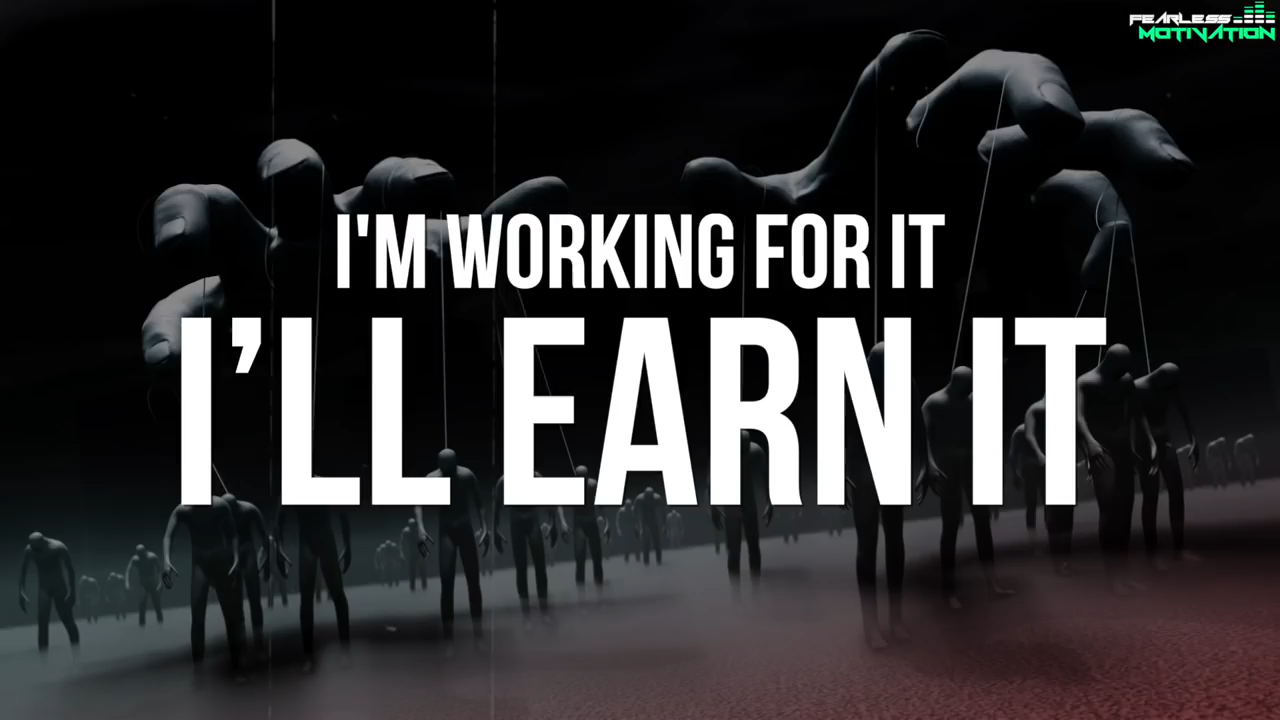 FEARLESS
MOTIVATION
I'M WORKING FOR IT
I’LL EARN IT